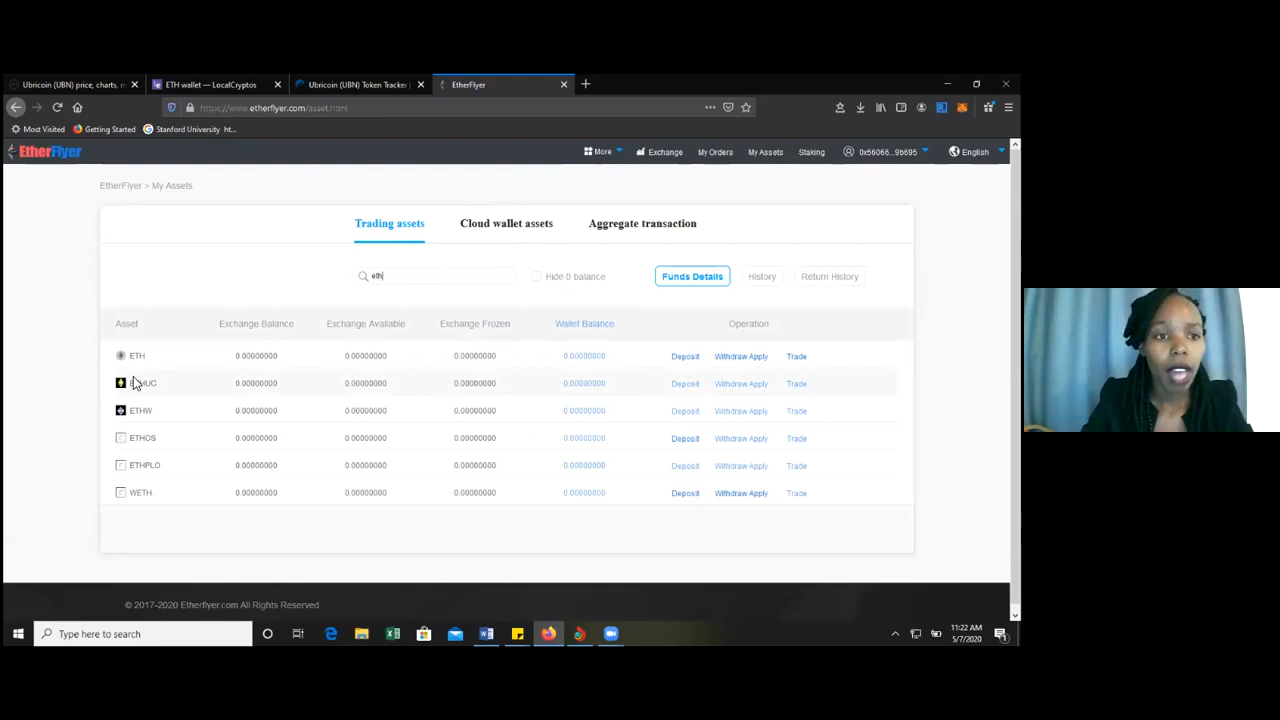 Ubricoin (UBN) price, charts, m
ETH wallet — LocalCryptos
Ubricoin (UBN) Token Tracker |
EtherFlyer
https://www.etherflyer.com/asset.html
Most Visited
Getting Started
Stanford University ht...
EtherFlyer
More
Exchange
My Orders
My Assets
Staking
0x56066...9b695
English
EtherFlyer > My Assets
Trading assets
Cloud wallet assets
Aggregate transaction
eth
Hide 0 balance
Funds Details
History
Return History
Asset Exchange Balance Exchange Available Exchange Frozen Wallet Balance Operation
ETH 0.00000000 0.00000000 0.00000000 0.00000000 Deposit Withdraw Apply Trade
0.00000000 0.00000000 0.00000000 0.00000000 Deposit Withdraw Apply Trade
ETHW 0.00000000 0.00000000 0.00000000 0.00000000 Deposit Withdraw Apply Trade
ETHOS 0.00000000 0.00000000 0.00000000 0.00000000 Deposit Withdraw Apply Trade
ETHPLO 0.00000000 0.00000000 0.00000000 0.00000000 Deposit Withdraw Apply Trade
WETH 0.00000000 0.00000000 0.00000000 0.00000000 Deposit Withdraw Apply Trade
© 2017-2020 Etherflyer.com All Rights Reserved
Type here to search
11:22 AM
5/7/2020